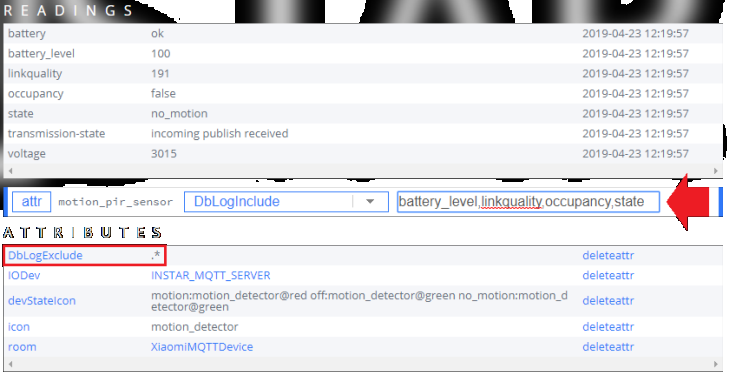 READINGS
battery ok 2019-04-23 12:19:57
battery_level 100 2019-04-23 12:19:57
linkquality 191 2019-04-23 12:19:57
occupancy false 2019-04-23 12:19:57
state no_motion 2019-04-23 12:19:57
transmission-state incoming publish received 2019-04-23 12:19:57
voltage 3015 2019-04-23 12:19:57
attr motion_pir_sensor DbLogInclude battery_level,linkquality,occupancy,state
ATTRIBUTES
DbLogExclude .* deleteattr
IODev INSTAR_MQTT_SERVER deleteattr
devStateIcon motion:motion_detector@red off:motion_detector@green no_motion:motion_d
etector@green deleteattr
icon motion_detector deleteattr
room XiaomiMQTTDevice deleteattr